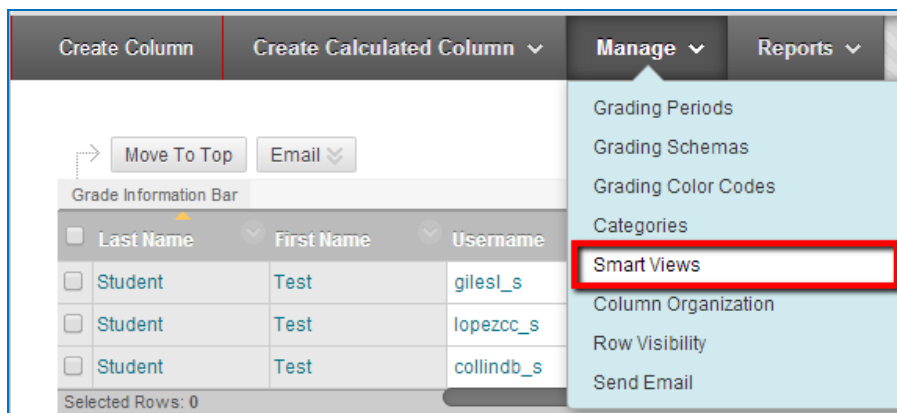 Create Column Create Calculated Column Manage Reports
Grading Periods
Grading Schemas
Grading Color Codes
Categories
Smart Views
Column Organization
Row Visibility
Send Email
Move To Top Email
Grade Information Bar
Last Name First Name Username
Student Test gilesl_s
Student Test lopezcc_s
Student Test collindb_s
Selected Rows: 0